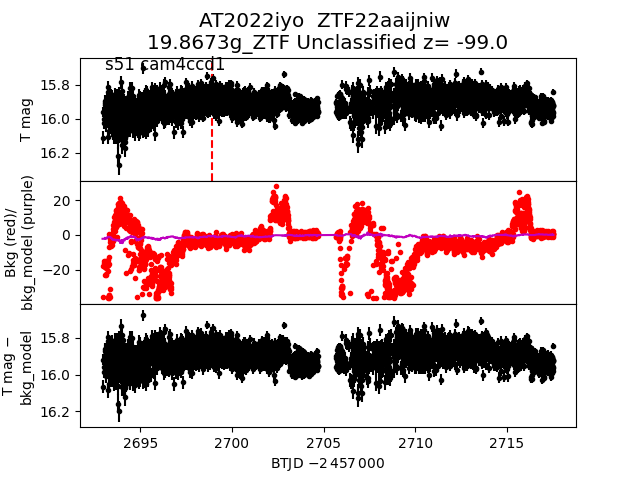 AT2022iyo ZTF22aaijniw
19.8673g_ZTF Unclassified z= -99.0
s51 cam4ccd1
T mag
15.8
16.0
16.2
Bkg (red)/
bkg_model (purple)
20
0
−20
T mag −
bkg_model
15.8
16.0
16.2
2695
2700
2705
2710
2715
BTJD −2 457 000